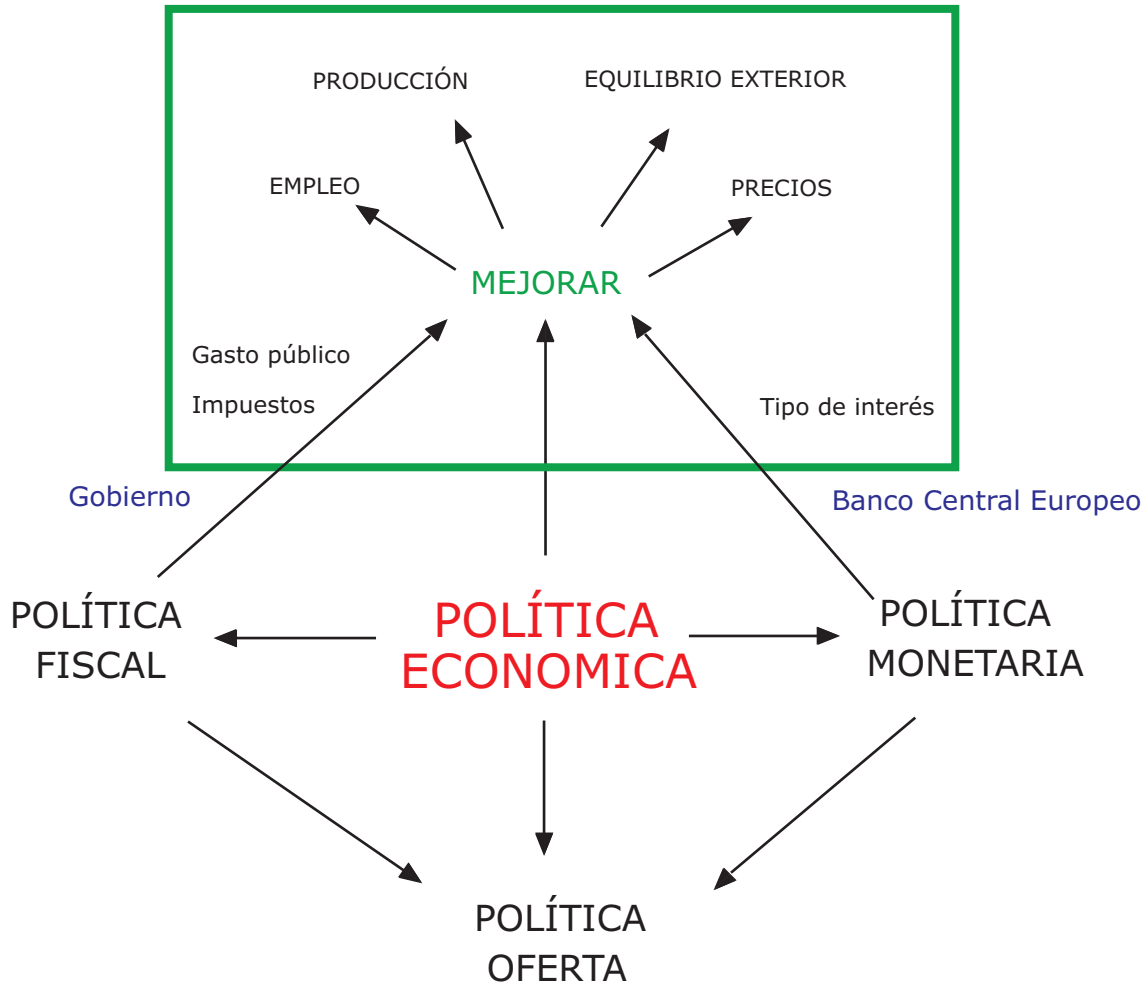 PRODUCCIÓN
EQUILIBRIO EXTERIOR
EMPLEO
PRECIOS
MEJORAR
Gasto público
Impuestos
Tipo de interés
Gobierno
Banco Central Europeo
POLÍTICA
FISCAL
POLÍTICA
ECONOMICA
POLÍTICA
MONETARIA
POLÍTICA
OFERTA